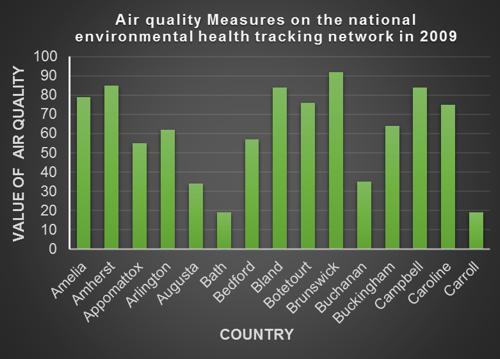 Air quality Measures on the national
environmental health tracking network in 2009
VALUE OF AIR QUALITY
100
90
80
70
60
50
40
30
20
10
0
Amelia
Amherst
Appomattox
Arlington
Augusta
Bath
Bedford
Bland
Botetourt
Brunswick
Buchanan
Buckingham
Campbell
Caroline
Carroll
COUNTRY